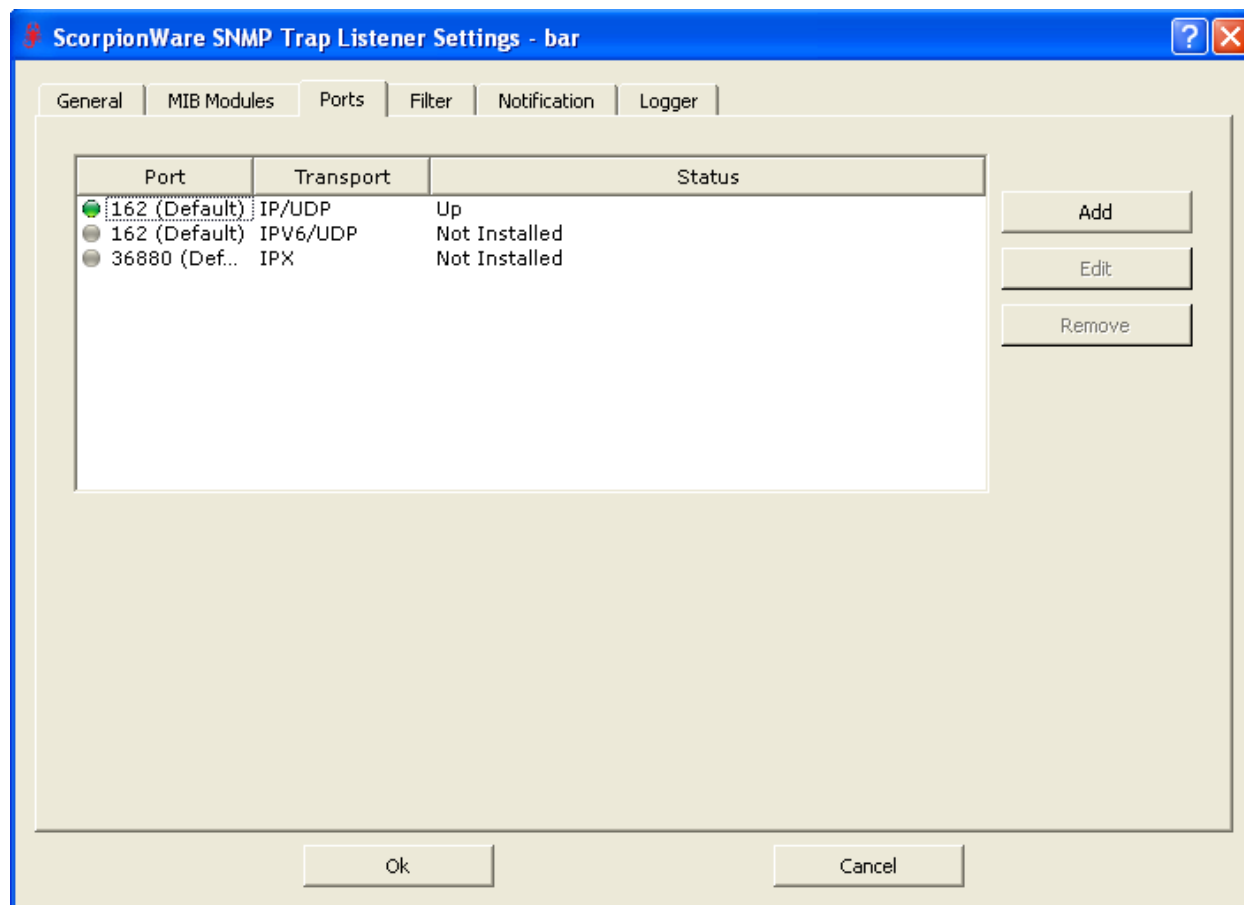 ScorpionWare SNMP Trap Listener Settings - bar
General MIB Modules Ports Filter Notification Logger
Port Transport Status
162 (Default) IP/UDP Up
162 (Default) IPV6/UDP Not Installed
36880 (Def... IPX Not Installed
Add
Edit
Remove
Ok Cancel